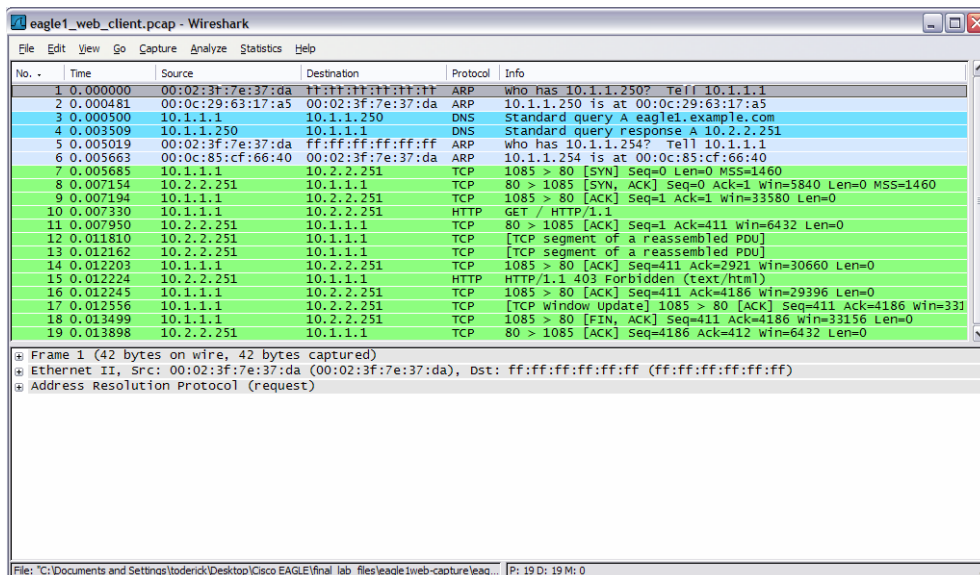 eagle1_web_client.pcap - Wireshark
File Edit View Go Capture Analyze Statistics Help
No. - Time Source Destination Protocol Info
1 0.000000 00:02:3f:7e:37:da ff:ff:ff:ff:ff:ff ARP Who has 10.1.1.250? Tell 10.1.1.1
2 0.000481 00:0c:29:63:17:a5 00:02:3f:7e:37:da ARP 10.1.1.250 is at 00:0c:29:63:17:a5
3 0.000500 10.1.1.1 10.1.1.250 DNS Standard query A eagle1.example.com
4 0.003509 10.1.1.250 10.1.1.1 DNS Standard query response A 10.2.2.251
5 0.005019 00:02:3f:7e:37:da ff:ff:ff:ff:ff:ff ARP Who has 10.1.1.254? Tell 10.1.1.1
6 0.005663 00:0c:85:cf:66:40 00:02:3f:7e:37:da ARP 10.1.1.254 is at 00:0c:85:cf:66:40
7 0.005685 10.1.1.1 10.2.2.251 TCP 1085 > 80 [SYN] Seq=0 Len=0 MSS=1460
8 0.007154 10.2.2.251 10.1.1.1 TCP 80 > 1085 [SYN, ACK] Seq=0 Ack=1 Win=5840 Len=0 MSS=1460
9 0.007194 10.1.1.1 10.2.2.251 TCP 1085 > 80 [ACK] Seq=1 Ack=1 Win=33580 Len=0
10 0.007330 10.1.1.1 10.2.2.251 HTTP GET / HTTP/1.1
11 0.007950 10.2.2.251 10.1.1.1 TCP 80 > 1085 [ACK] Seq=1 Ack=411 Win=6432 Len=0
12 0.011810 10.2.2.251 10.1.1.1 TCP [TCP segment of a reassembled PDU]
13 0.012162 10.2.2.251 10.1.1.1 TCP [TCP segment of a reassembled PDU]
14 0.012203 10.1.1.1 10.2.2.251 TCP 1085 > 80 [ACK] Seq=411 Ack=2921 Win=30660 Len=0
15 0.012224 10.2.2.251 10.1.1.1 HTTP HTTP/1.1 403 Forbidden (text/html)
16 0.012245 10.1.1.1 10.2.2.251 TCP 1085 > 80 [ACK] Seq=411 Ack=4186 Win=29396 Len=0
17 0.012556 10.1.1.1 10.2.2.251 TCP [TCP Window Update] 1085 > 80 [ACK] Seq=411 Ack=4186 Win=331
18 0.013499 10.1.1.1 10.2.2.251 TCP 1085 > 80 [FIN, ACK] Seq=411 Ack=4186 Win=33156 Len=0
19 0.013898 10.2.2.251 10.1.1.1 TCP 80 > 1085 [ACK] Seq=4186 Ack=412 Win=6432 Len=0
Frame 1 (42 bytes on wire, 42 bytes captured)
Ethernet II, Src: 00:02:3f:7e:37:da (00:02:3f:7e:37:da), Dst: ff:ff:ff:ff:ff:ff (ff:ff:ff:ff:ff:ff)
Address Resolution Protocol (request)
File: "C:\Documents and Settings\toderick\Desktop\Cisco EAGLE\final_lab_files\eagle1web-capture\eag... P: 19 D: 19 M: 0